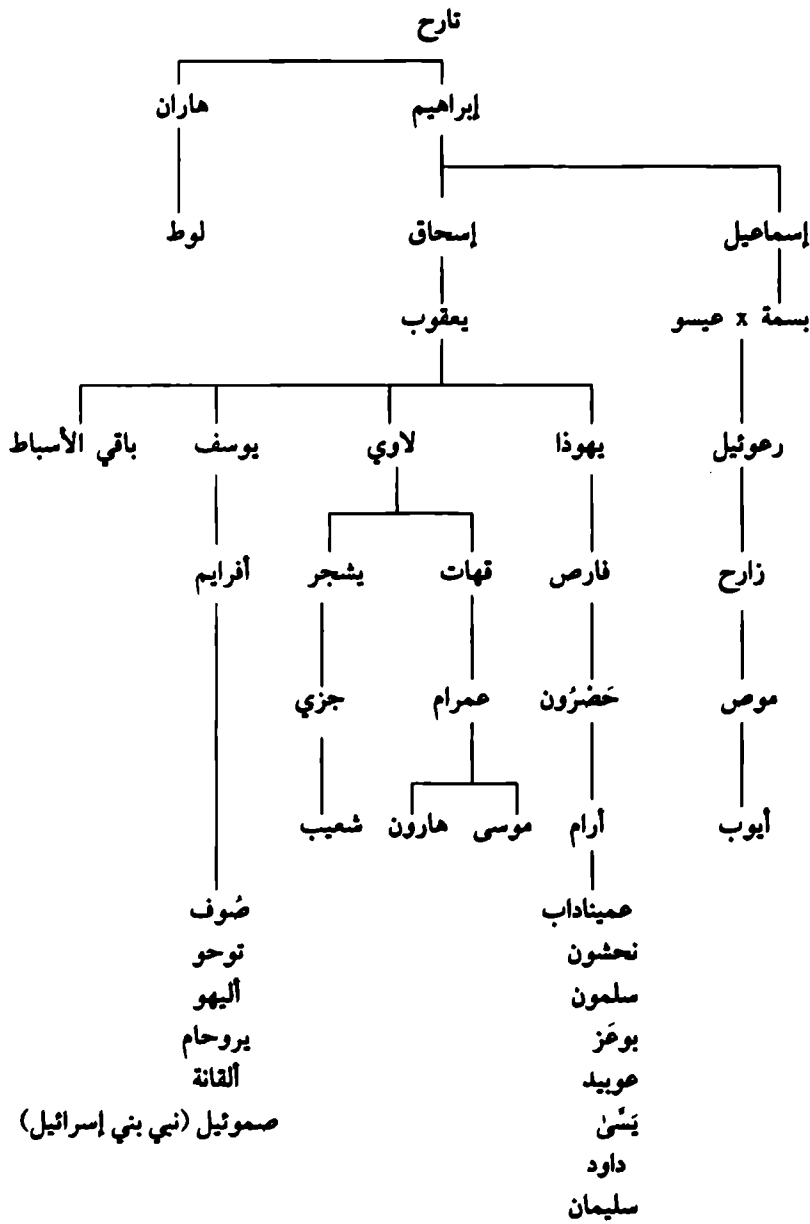 تارح
إبراهيم هاران
إسماعيل إسحاق لوط
بسمة x عيسو يعقوب
رعوئيل يهوذا لاوي يوسف باقي الأسباط
زارح فارص قهات يشجر أفرايم
موص حَضْرُون عمرام جزي
أيوب أرام موسى هارون شعيب
عميناداب صُوف
نحشون توحو
سلمون أليهو
بوعَز يروحام
عوبيد ألقانة
يَسَّىٰ صموئيل (نبي بني إسرائيل)
داود
سليمان